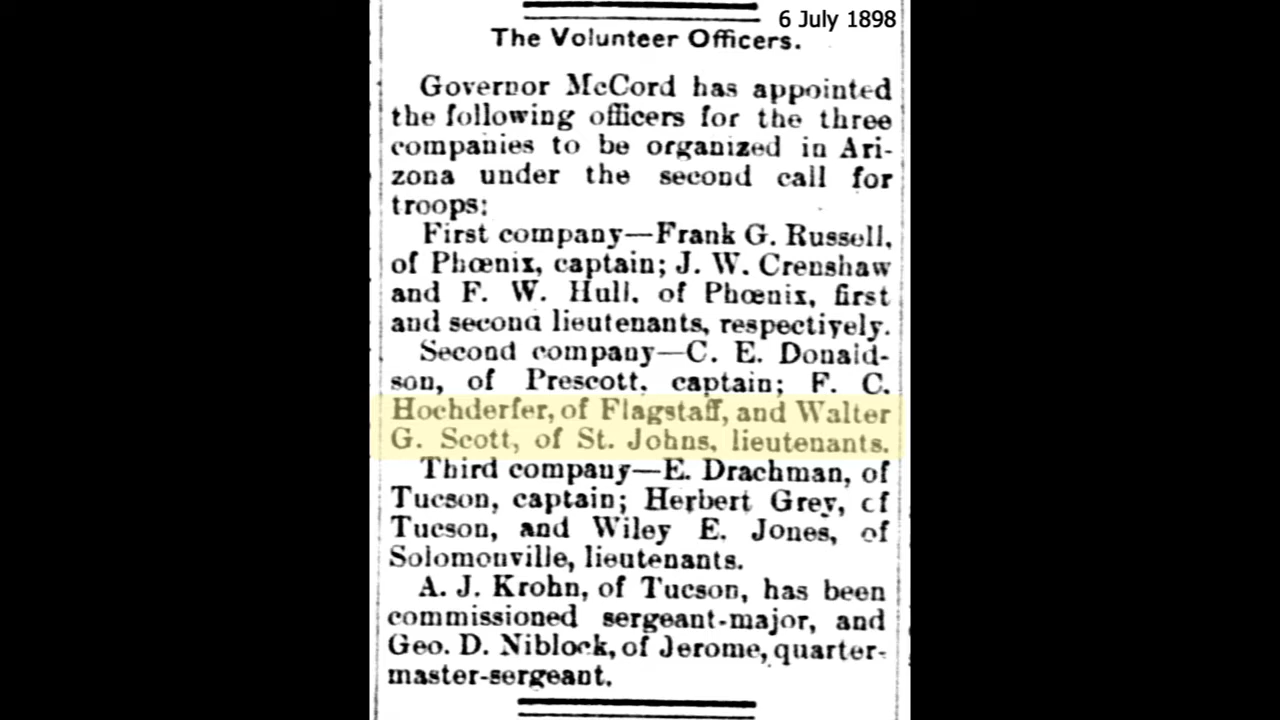 6 July 1898
The Volunteer Officers.
Governor McCord has appointed
the following officers for the three
companies to be organized in Ari-
zona under the second call for
troops:
First company—Frank G. Russell,
of Phœnix, captain; J. W. Crenshaw
and F. W. Hull, of Phœnix, first
and second lieutenants, respectively.
Second company—C. E. Donald-
son, of Prescott, captain; F. C.
Hochderfer, of Flagstaff, and Walter
G. Scott, of St. Johns, lieutenants.
Third company—E. Drachman, of
Tucson, captain; Herbert Grey, of
Tucson, and Wiley E. Jones, of
Solomonville, lieutenants.
A. J. Krohn, of Tucson, has been
commissioned sergeant-major, and
Geo. D. Niblock, of Jerome, quarter-
master-sergeant.